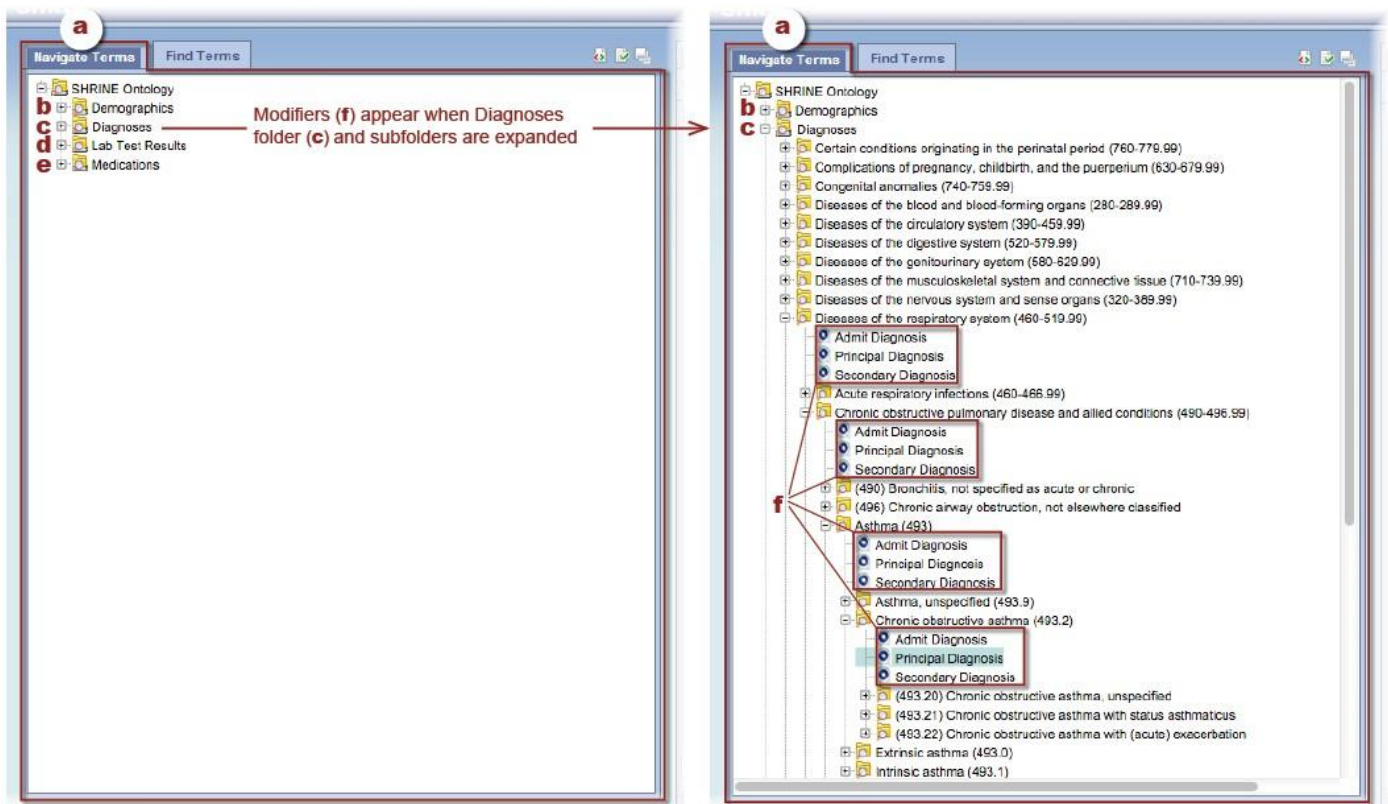 a
Navigate Terms
Find Terms
SHRINE Ontology
b Demographics
c Diagnoses
d Lab Test Results
e Medications
Modifiers (f) appear when Diagnoses
folder (c) and subfolders are expanded
a
Navigate Terms
Find Terms
SHRINE Ontology
b Demographics
c Diagnoses
Certain conditions originating in the perinatal period (760-779.99)
Complications of pregnancy, childbirth, and the puerperium (630-679.99)
Congenital anomalies (740-759.99)
Diseases of the blood and blood-forming organs (280-289.99)
Diseases of the circulatory system (390-459.99)
Diseases of the digestive system (520-579.99)
Diseases of the genitourinary system (580-629.99)
Diseases of the musculoskeletal system and connective tissue (710-739.99)
Diseases of the nervous system and sense organs (320-389.99)
Diseases of the respiratory system (460-519.99)
Admit Diagnosis
Principal Diagnosis
Secondary Diagnosis
Acute respiratory infections (460-466.99)
Chronic obstructive pulmonary disease and allied conditions (490-496.99)
Admit Diagnosis
Principal Diagnosis
Secondary Diagnosis
(490) Bronchitis, not specified as acute or chronic
f (496) Chronic airway obstruction, not elsewhere classified
Asthma (493)
Admit Diagnosis
Principal Diagnosis
Secondary Diagnosis
Asthma, unspecified (493.9)
Chronic obstructive asthma (493.2)
Admit Diagnosis
Principal Diagnosis
Secondary Diagnosis
(493.20) Chronic obstructive asthma, unspecified
(493.21) Chronic obstructive asthma with status asthmaticus
(493.22) Chronic obstructive asthma with (acute) exacerbation
Extrinsic asthma (493.0)
Intrinsic asthma (493.1)